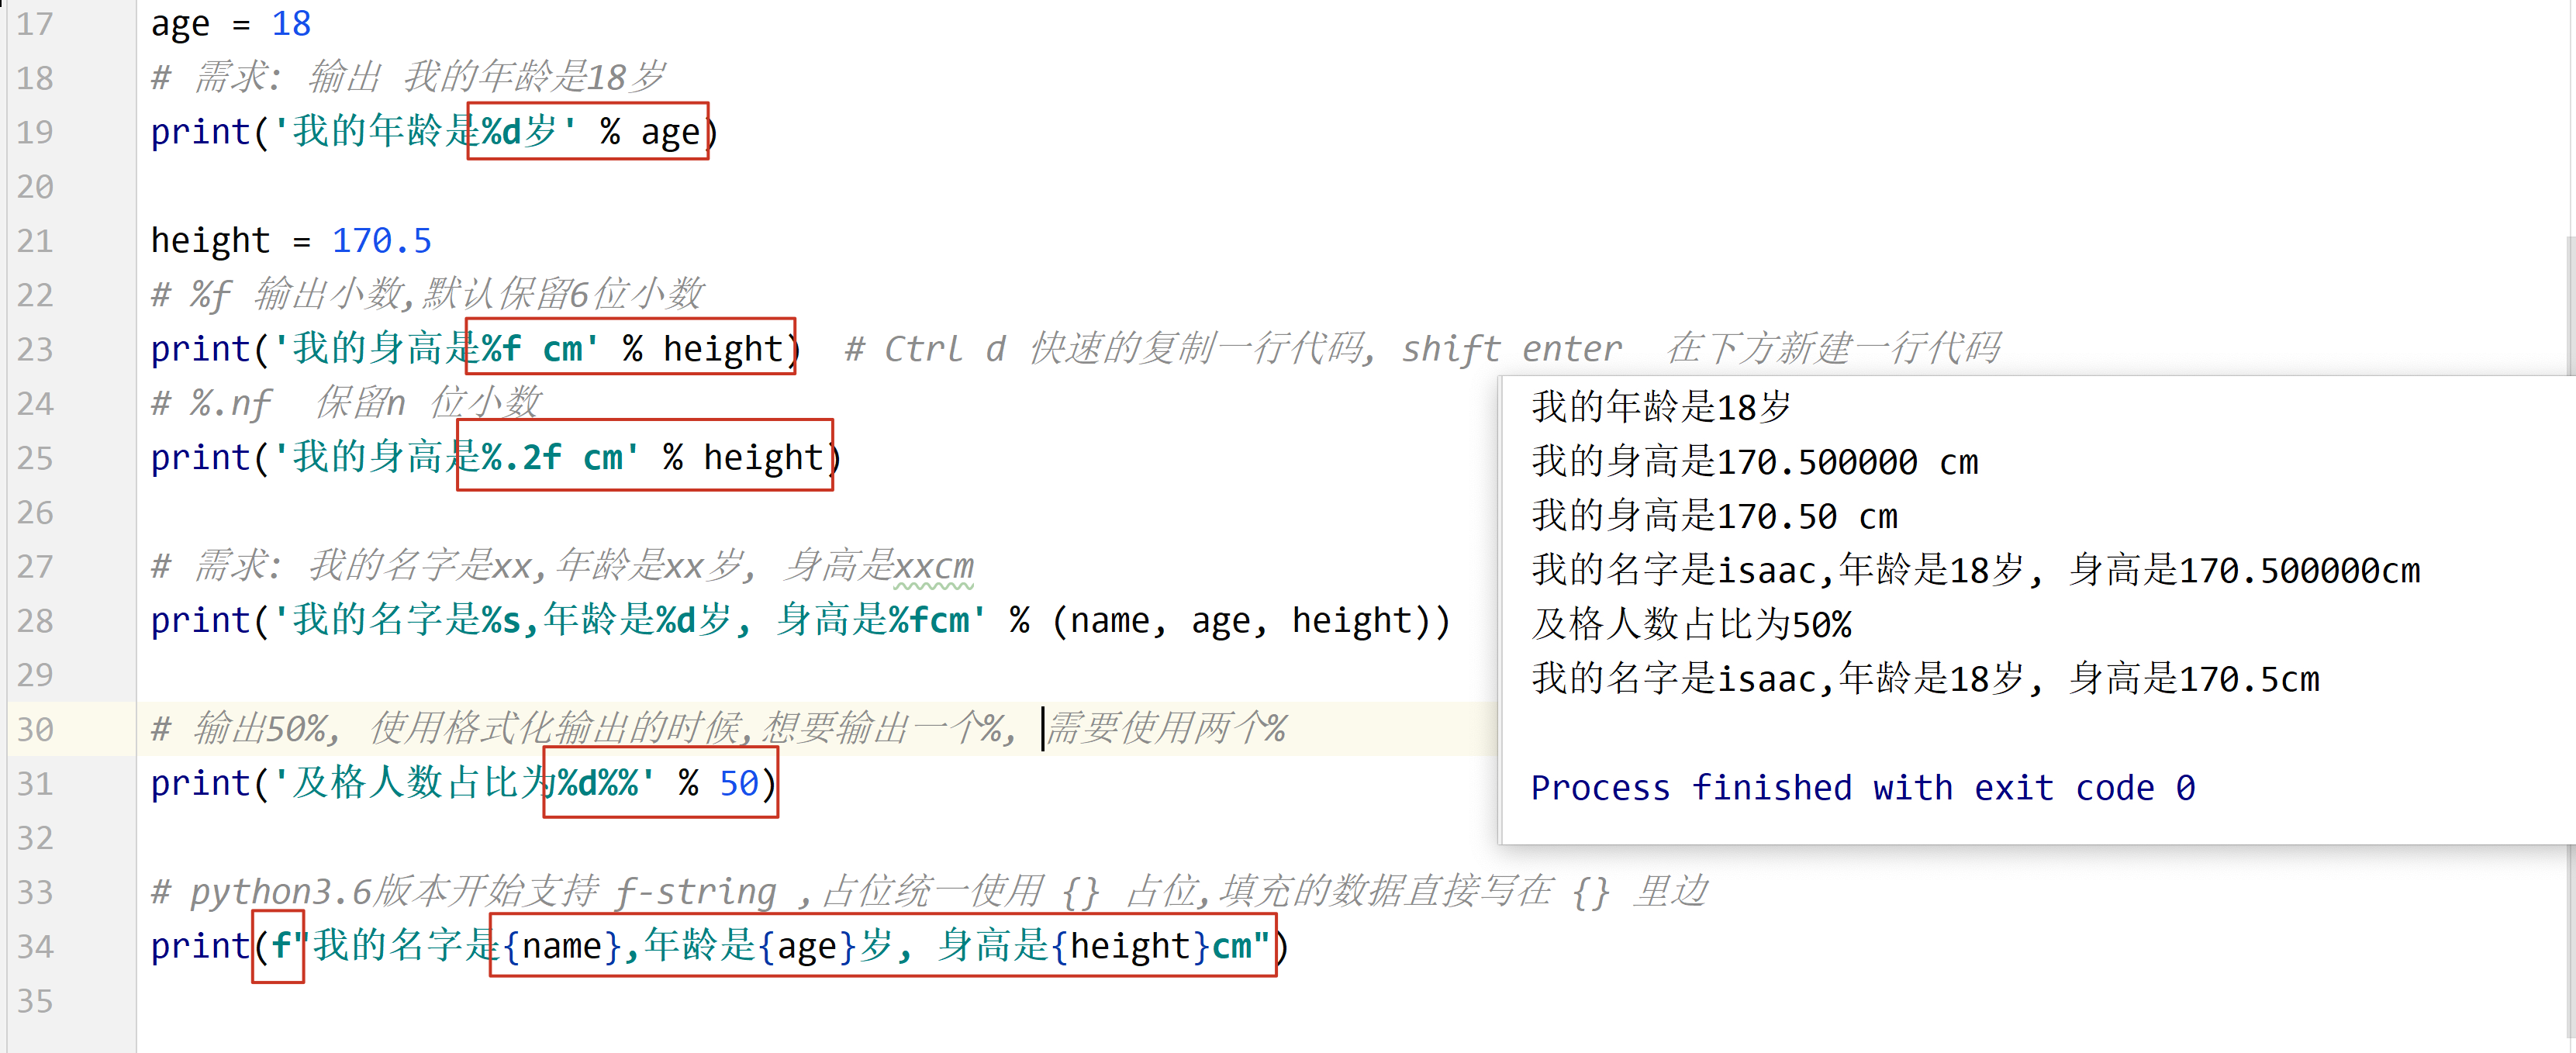 17 age = 18
18 # 需求: 输出 我的年龄是18岁
19 print('我的年龄是%d岁' % age)
20
21 height = 170.5
22 # %f 输出小数,默认保留6位小数
23 print('我的身高是%f cm' % height) # Ctrl d 快速的复制一行代码, shift enter 在下方新建一行代码
24 # %.nf 保留n 位小数
25 print('我的身高是%.2f cm' % height)
26
27 # 需求: 我的名字是xx,年龄是xx岁, 身高是xxcm
28 print('我的名字是%s,年龄是%d岁, 身高是%fcm' % (name, age, height))
29
30 # 输出50%, 使用格式化输出的时候,想要输出一个%, 需要使用两个%
31 print('及格人数占比为%d%%' % 50)
32
33 # python3.6版本开始支持 f-string ,占位统一使用 {} 占位,填充的数据直接写在 {} 里边
34 print(f"我的名字是{name},年龄是{age}岁, 身高是{height}cm")
35
我的年龄是18岁
我的身高是170.500000 cm
我的身高是170.50 cm
我的名字是isaac,年龄是18岁, 身高是170.500000cm
及格人数占比为50%
我的名字是isaac,年龄是18岁, 身高是170.5cm
Process finished with exit code 0